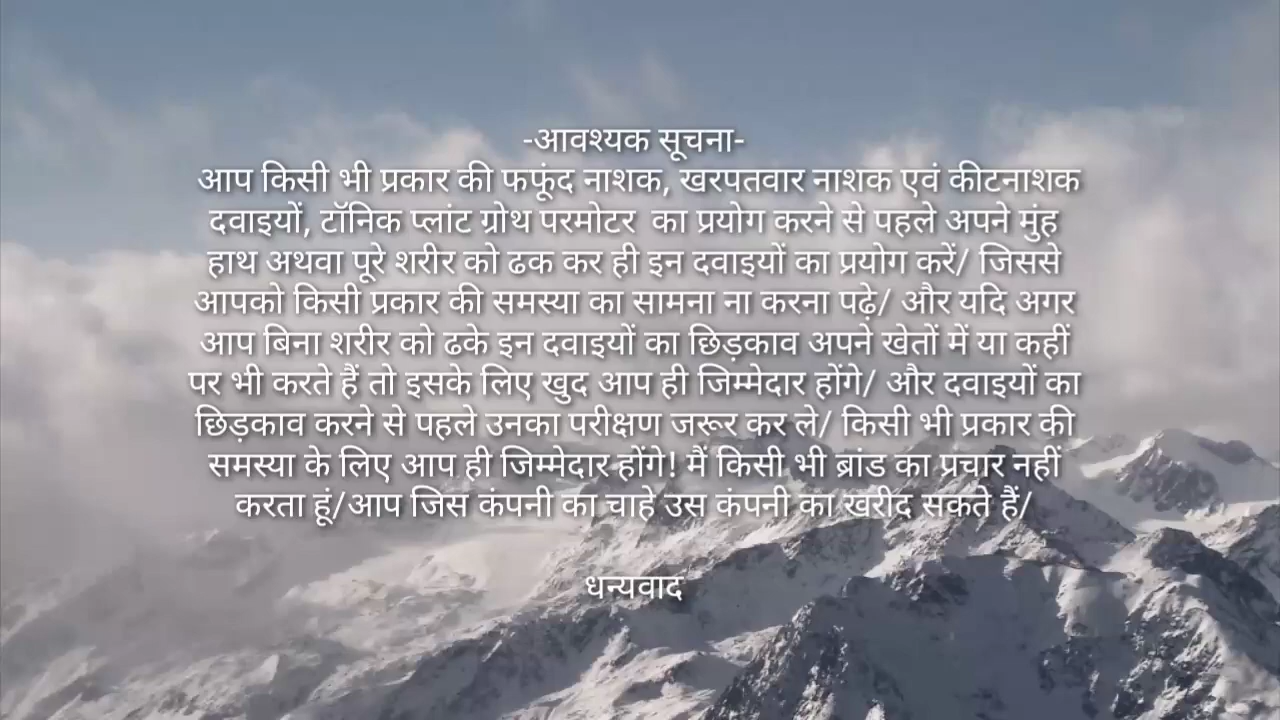 -आवश्यक सूचना-
आप किसी भी प्रकार की फफूंद नाशक, खरपतवार नाशक एवं कीटनाशक
दवाइयों, टॉनिक प्लांट ग्रोथ परमोटर  का प्रयोग करने से पहले अपने मुंह
हाथ अथवा पूरे शरीर को ढक कर ही इन दवाइयों का प्रयोग करें/ जिससे
आपको किसी प्रकार की समस्या का सामना ना करना पढ़े/ और यदि अगर
आप बिना शरीर को ढके इन दवाइयों का छिड़काव अपने खेतों में या कहीं
पर भी करते हैं तो इसके लिए खुद आप ही जिम्मेदार होंगे/ और दवाइयों का
छिड़काव करने से पहले उनका परीक्षण जरूर कर ले/ किसी भी प्रकार की
समस्या के लिए आप ही जिम्मेदार होंगे! मैं किसी भी ब्रांड का प्रचार नहीं
करता हूं/आप जिस कंपनी का चाहे उस कंपनी का खरीद सकते हैं/
धन्यवाद